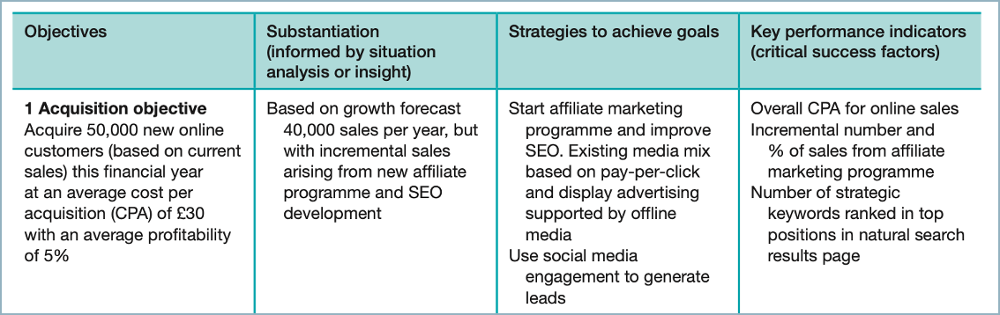 Objectives
Substantiation
(informed by situation
analysis or insight)
Strategies to achieve goals
Key performance indicators
(critical success factors)
1 Acquisition objective
Acquire 50,000 new online
customers (based on current
sales) this financial year
at an average cost per
acquisition (CPA) of £30
with an average profitability
of 5%
Based on growth forecast
40,000 sales per year, but
with incremental sales
arising from new affiliate
programme and SEO
development
Start affiliate marketing
programme and improve
SEO. Existing media mix
based on pay-per-click
and display advertising
supported by offline
media
Use social media
engagement to generate
leads
Overall CPA for online sales
Incremental number and
% of sales from affiliate
marketing programme
Number of strategic
keywords ranked in top
positions in natural search
results page